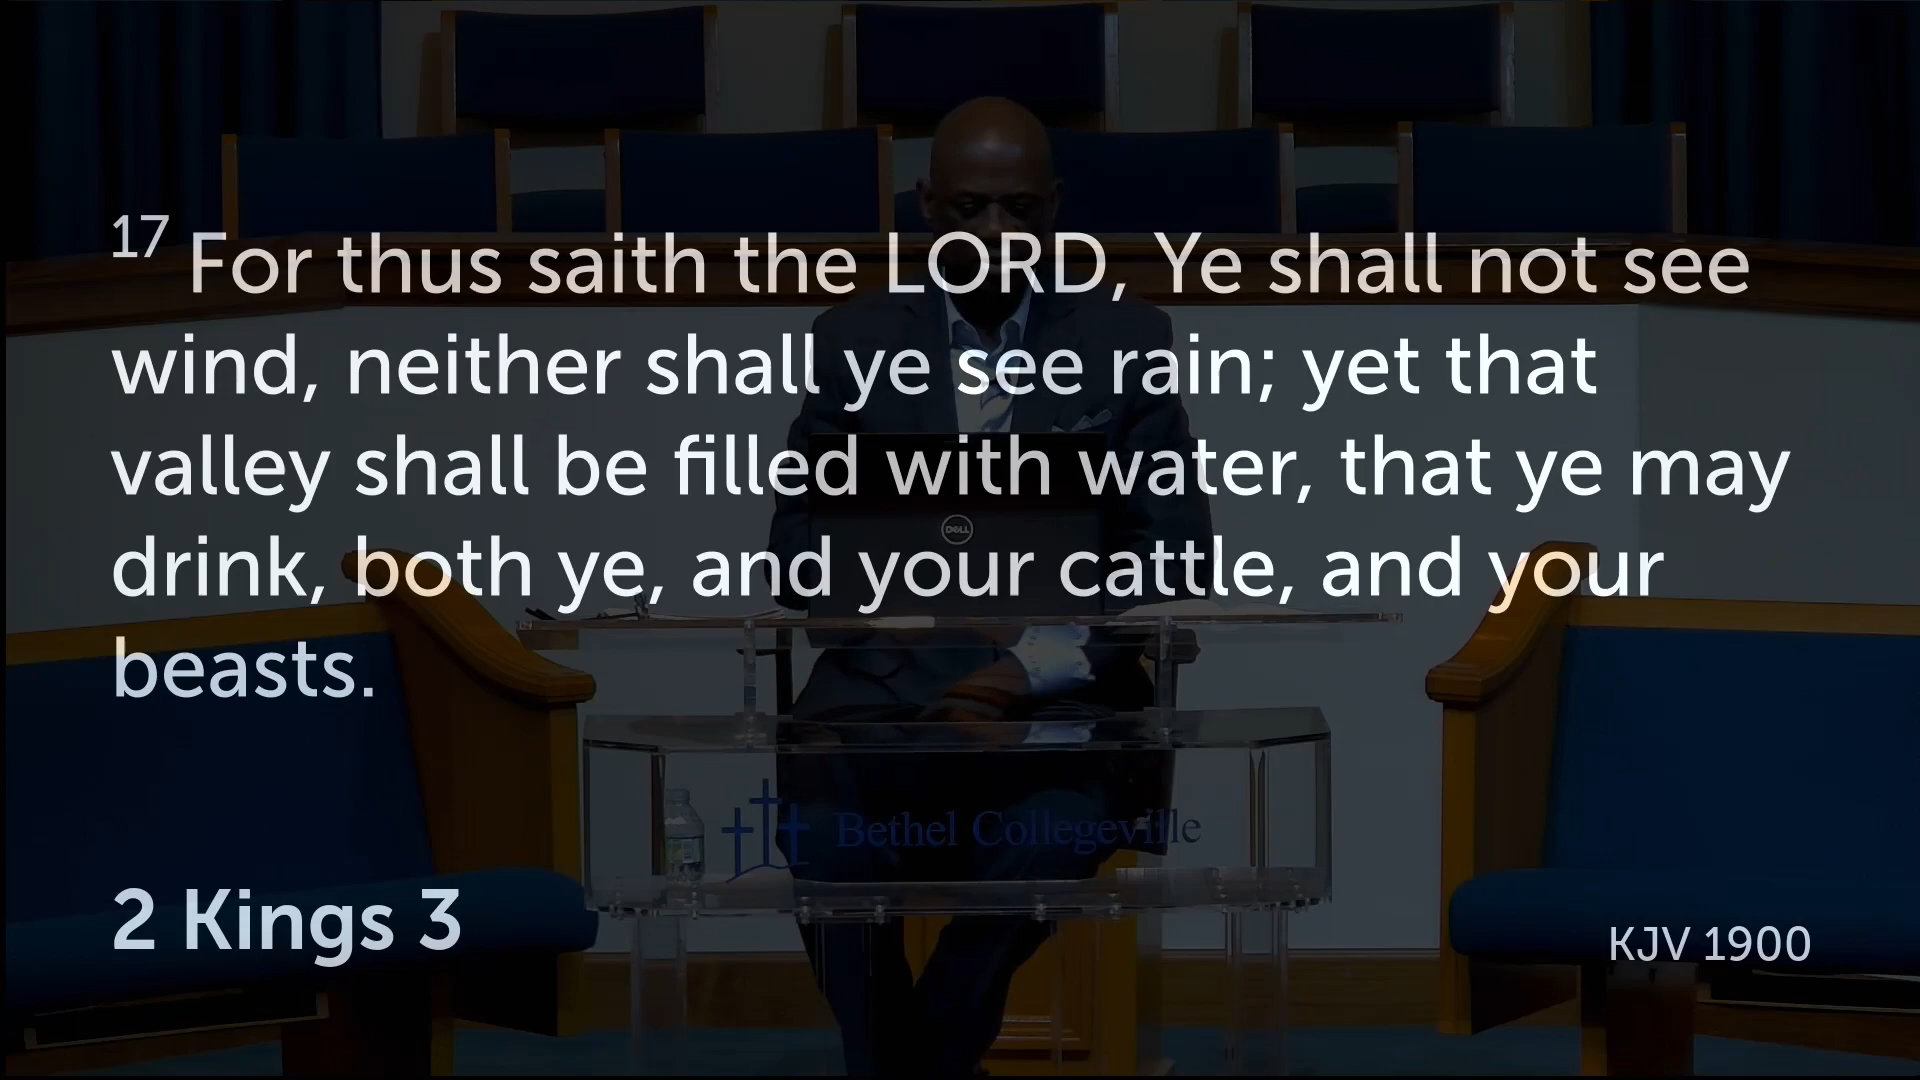 17 For thus saith the LORD, Ye shall not see
wind, neither shall ye see rain; yet that
valley shall be filled with water, that ye may
drink, both ye, and your cattle, and your
beasts.
DELL
Bethel Collegeville
2 Kings 3
KJV 1900